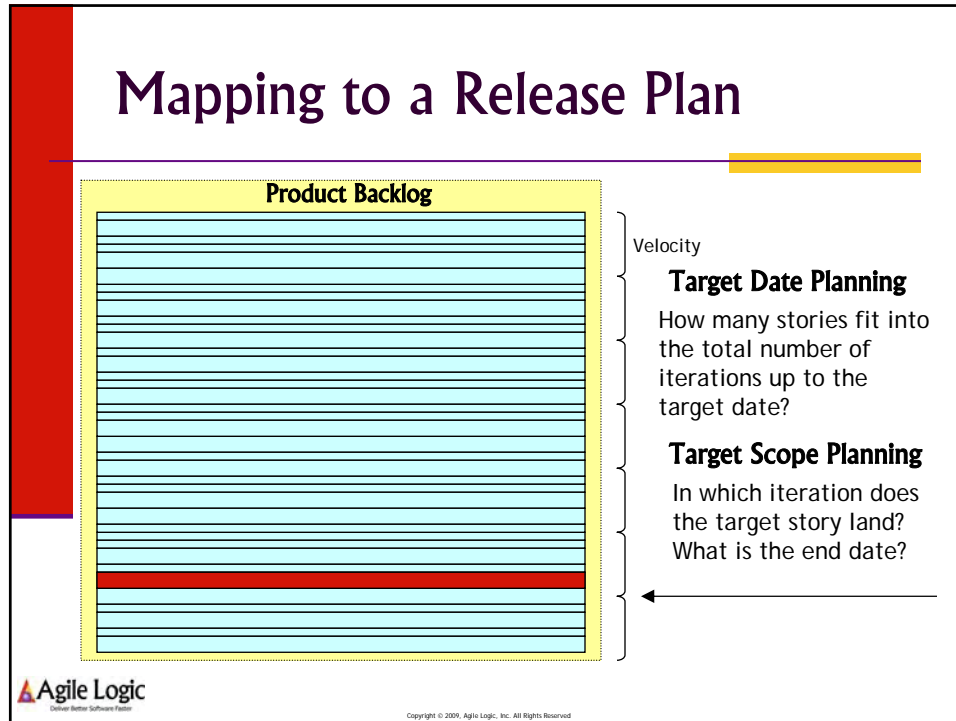 Mapping to a Release Plan
Product Backlog
Velocity
Target Date Planning
How many stories fit into
the total number of
iterations up to the
target date?
Target Scope Planning
In which iteration does
the target story land?
What is the end date?
Agile Logic
Deliver Better Software Faster
Copyright © 2009, Agile Logic, Inc. All Rights Reserved